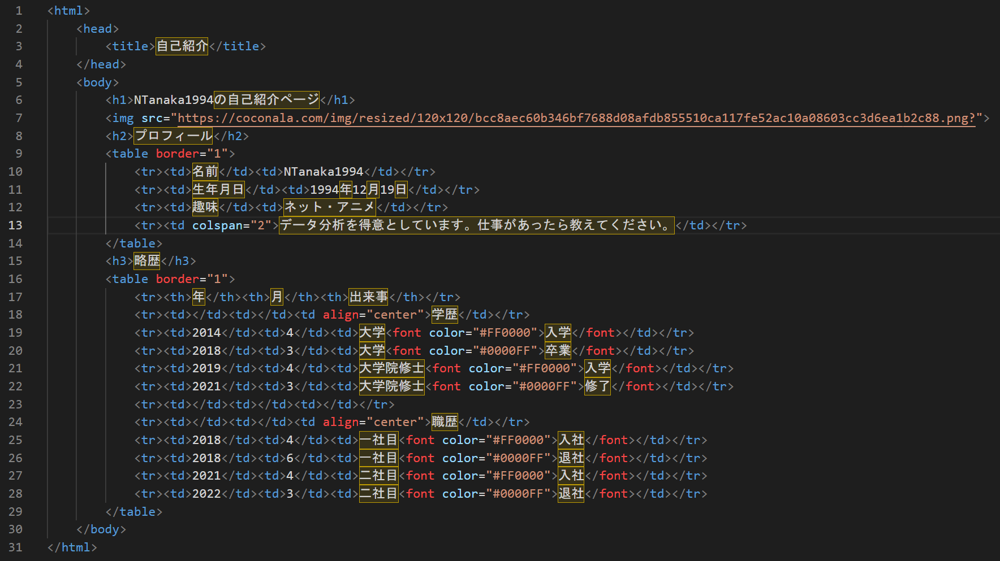 1 <html>
2 <head>
3 <title>自己紹介</title>
4 </head>
5 <body>
6 <h1>NTanaka1994の自己紹介ページ</h1>
7 <img src="https://coconala.com/img/resized/120x120/bcc8aec60b346bf7688d08afdb855510ca117fe52ac10a08603cc3d6ea1b2c88.png?">
8 <h2>プロフィール</h2>
9 <table border="1">
10 <tr><td>名前</td><td>NTanaka1994</td></tr>
11 <tr><td>生年月日</td><td>1994年12月19日</td></tr>
12 <tr><td>趣味</td><td>ネット・アニメ</td></tr>
13 <tr><td colspan="2">データ分析を得意としています。仕事があったら教えてください。</td></tr>
14 </table>
15 <h3>略歴</h3>
16 <table border="1">
17 <tr><th>年</th><th>月</th><th>出来事</th></tr>
18 <tr><td></td><td></td><td align="center">学歴</td></tr>
19 <tr><td>2014</td><td>4</td><td>大学<font color="#FF0000">入学</font></td></tr>
20 <tr><td>2018</td><td>3</td><td>大学<font color="#0000FF">卒業</font></td></tr>
21 <tr><td>2019</td><td>4</td><td>大学院修士<font color="#FF0000">入学</font></td></tr>
22 <tr><td>2021</td><td>3</td><td>大学院修士<font color="#0000FF">修了</font></td></tr>
23 <tr><td></td><td></td><td></td></tr>
24 <tr><td></td><td></td><td align="center">職歴</td></tr>
25 <tr><td>2018</td><td>4</td><td>一社目<font color="#FF0000">入社</font></td></tr>
26 <tr><td>2018</td><td>6</td><td>一社目<font color="#0000FF">退社</font></td></tr>
27 <tr><td>2021</td><td>4</td><td>二社目<font color="#FF0000">入社</font></td></tr>
28 <tr><td>2022</td><td>3</td><td>二社目<font color="#0000FF">退社</font></td></tr>
29 </table>
30 </body>
31 </html>